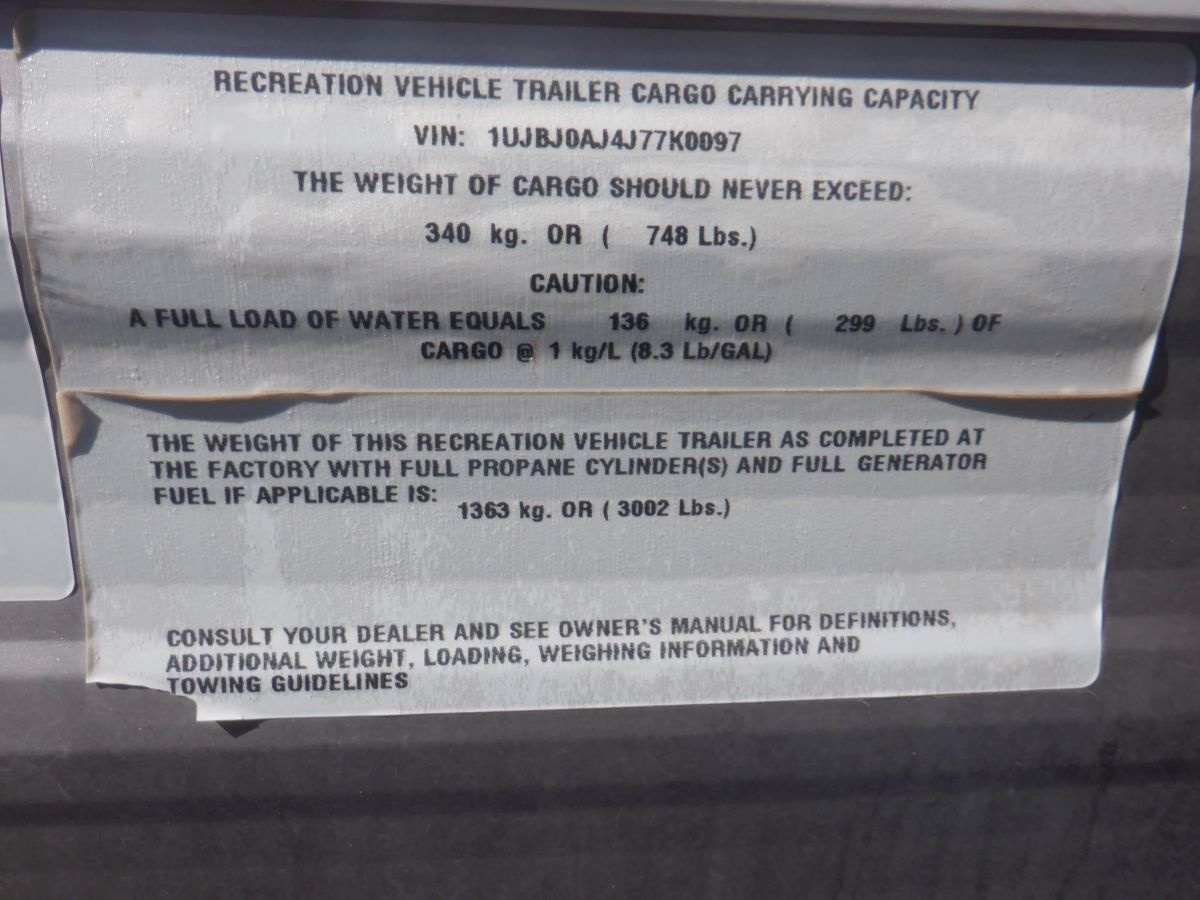 RECREATION VEHICLE TRAILER CARGO CARRYING CAPACITY
VIN: 1UJBJ0AJ4J77K0097
THE WEIGHT OF CARGO SHOULD NEVER EXCEED:
340 kg. OR ( 748 Lbs.)
CAUTION:
A FULL LOAD OF WATER EQUALS 136 kg. OR ( 299 Lbs. ) OF
CARGO @ 1 kg/L (8.3 Lb/GAL)
THE WEIGHT OF THIS RECREATION VEHICLE TRAILER AS COMPLETED AT
THE FACTORY WITH FULL PROPANE CYLINDER(S) AND FULL GENERATOR
FUEL IF APPLICABLE IS:
1363 kg. OR ( 3002 Lbs.)
CONSULT YOUR DEALER AND SEE OWNER'S MANUAL FOR DEFINITIONS,
ADDITIONAL WEIGHT, LOADING, WEIGHING INFORMATION AND
TOWING GUIDELINES